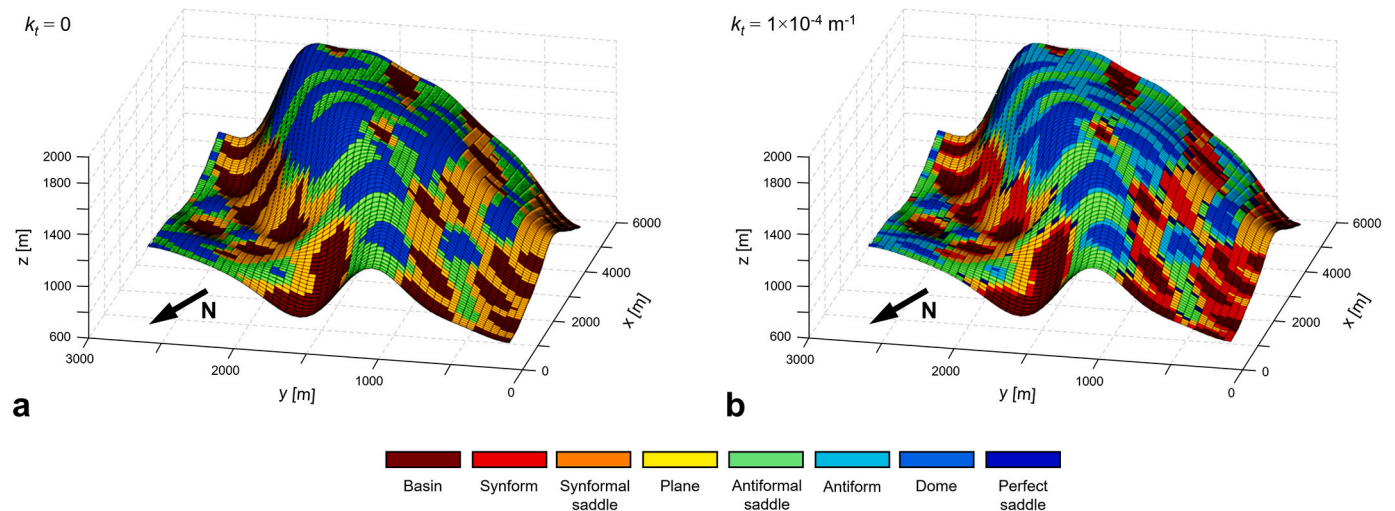 kt = 0
2000
1800
1400
1000
600
z [m]
3000
2000
1000
0
y [m]
0
2000
4000
6000
x [m]
N
a
kt = 1×10-4 m-1
2000
1800
1400
1000
600
z [m]
3000
2000
1000
0
y [m]
0
2000
4000
6000
x [m]
N
b
Basin
Synform
Synformal
saddle
Plane
Antiformal
saddle
Antiform
Dome
Perfect
saddle